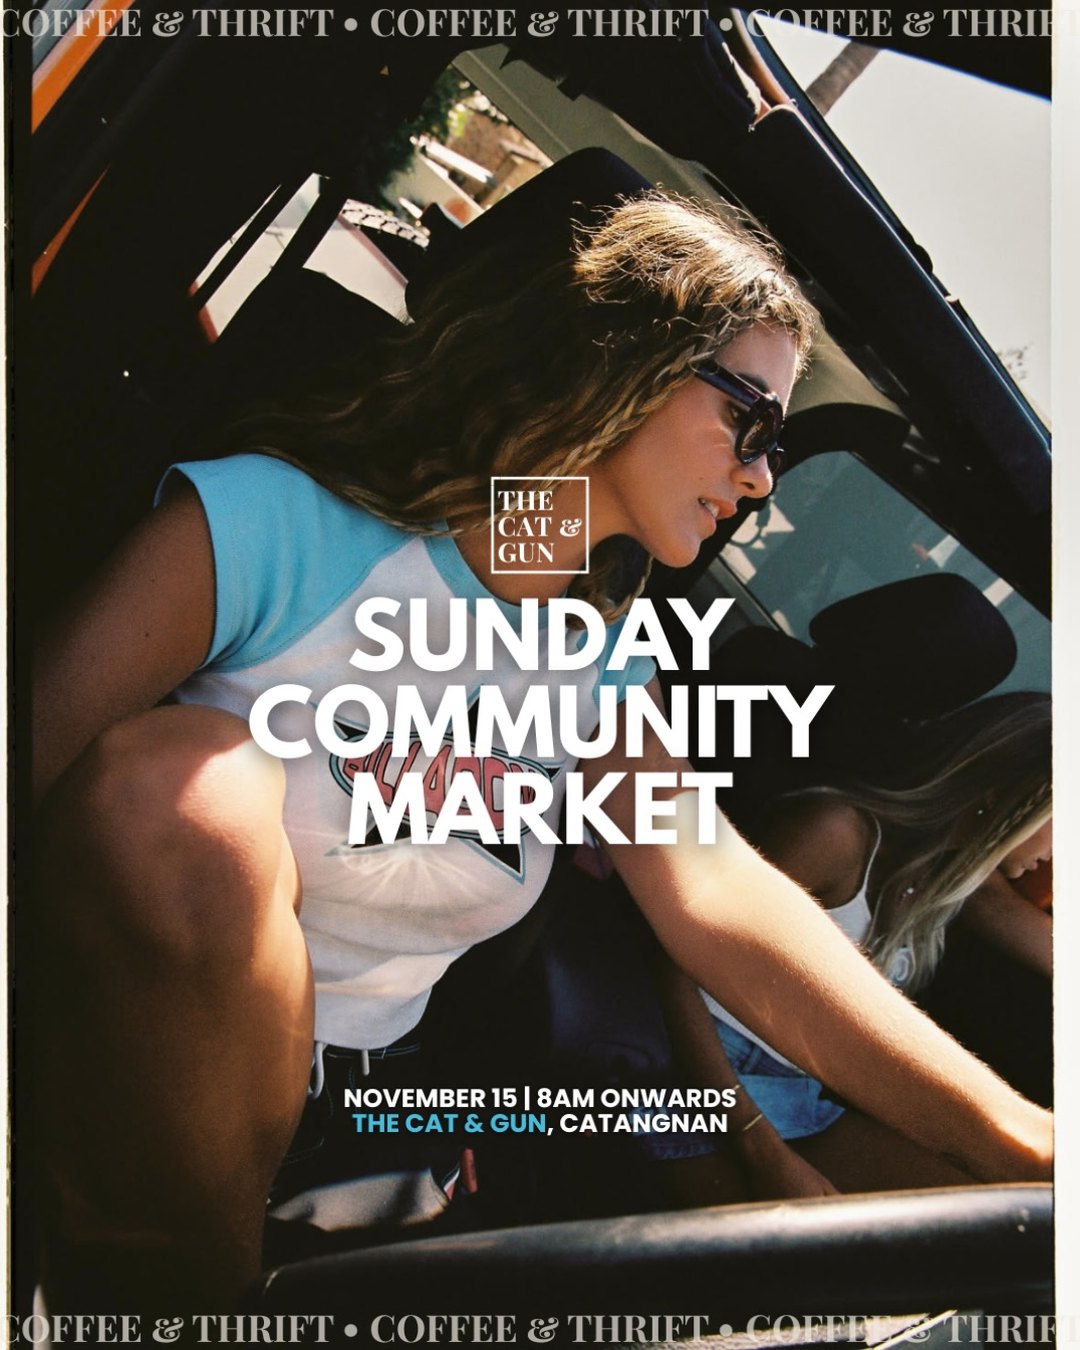 COFFEE & THRIFT • COFFEE & THRIFT • COFFEE & THRIFT
THE
CAT &
GUN
SUNDAY
COMMUNITY
MARKET
NOVEMBER 15 | 8AM ONWARDS
THE CAT & GUN, CATANGNAN
COFFEE & THRIFT • COFFEE & THRIFT • COFFEE & THRIFT